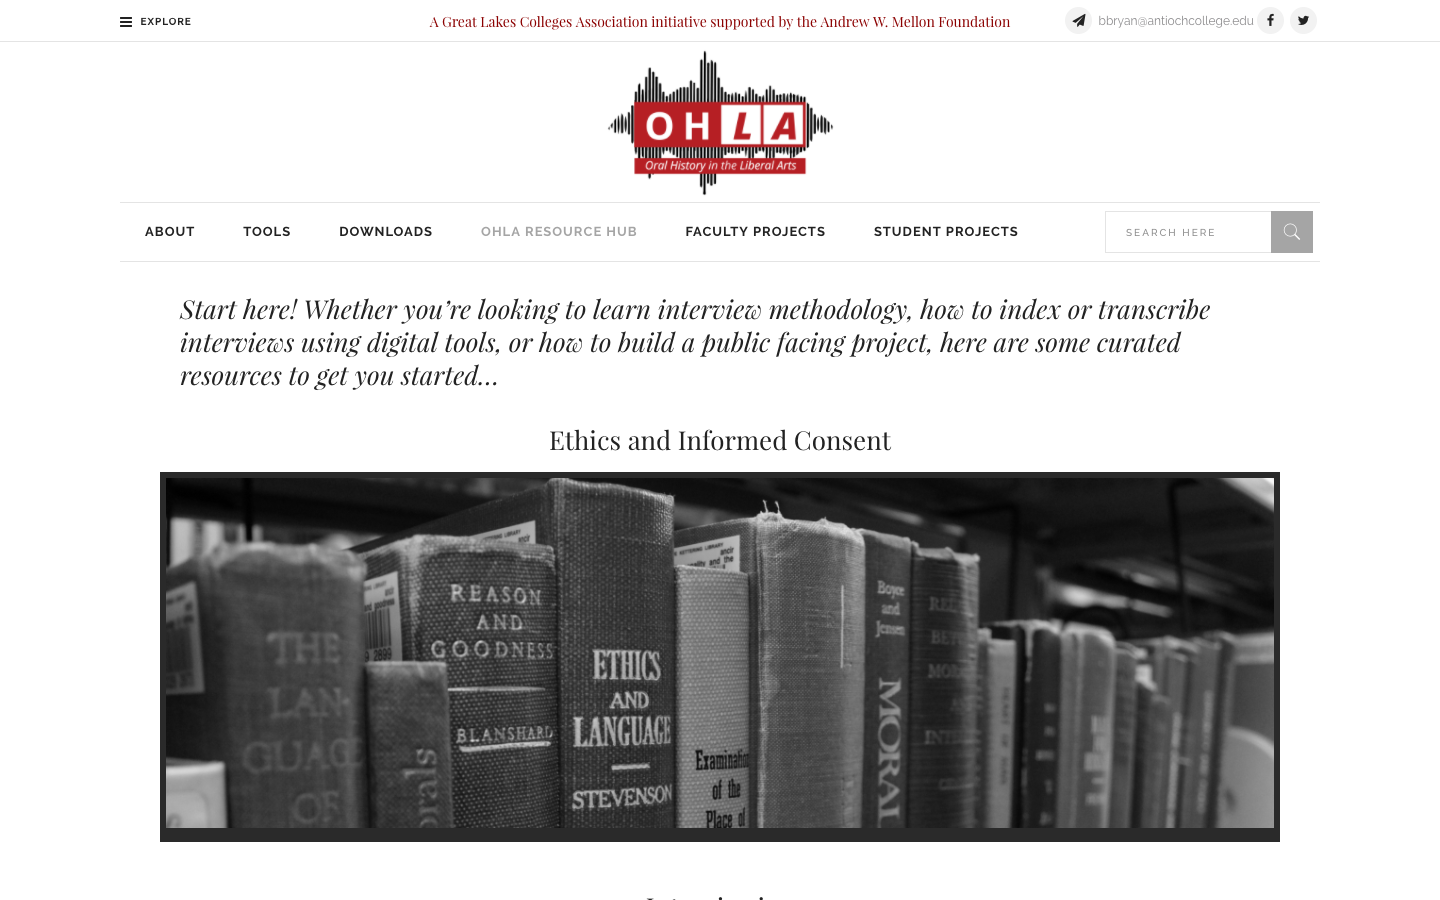 EXPLORE
A Great Lakes Colleges Association initiative supported by the Andrew W. Mellon Foundation
bbryan@antiochcollege.edu
OHLA
Oral History in the Liberal Arts
ABOUT
TOOLS
DOWNLOADS
OHLA RESOURCE HUB
FACULTY PROJECTS
STUDENT PROJECTS
SEARCH HERE
Start here! Whether you’re looking to learn interview methodology, how to index or transcribe
interviews using digital tools, or how to build a public facing project, here are some curated
resources to get you started…
Ethics and Informed Consent
THE
LAN-
GUAGE
OF
orals
REASON
AND
GOODNESS
BLANSHARD
ETHICS
AND
LANGUAGE
STEVENSON
Examination
of the
Place of
Boyce
and
Jensen
MORAL